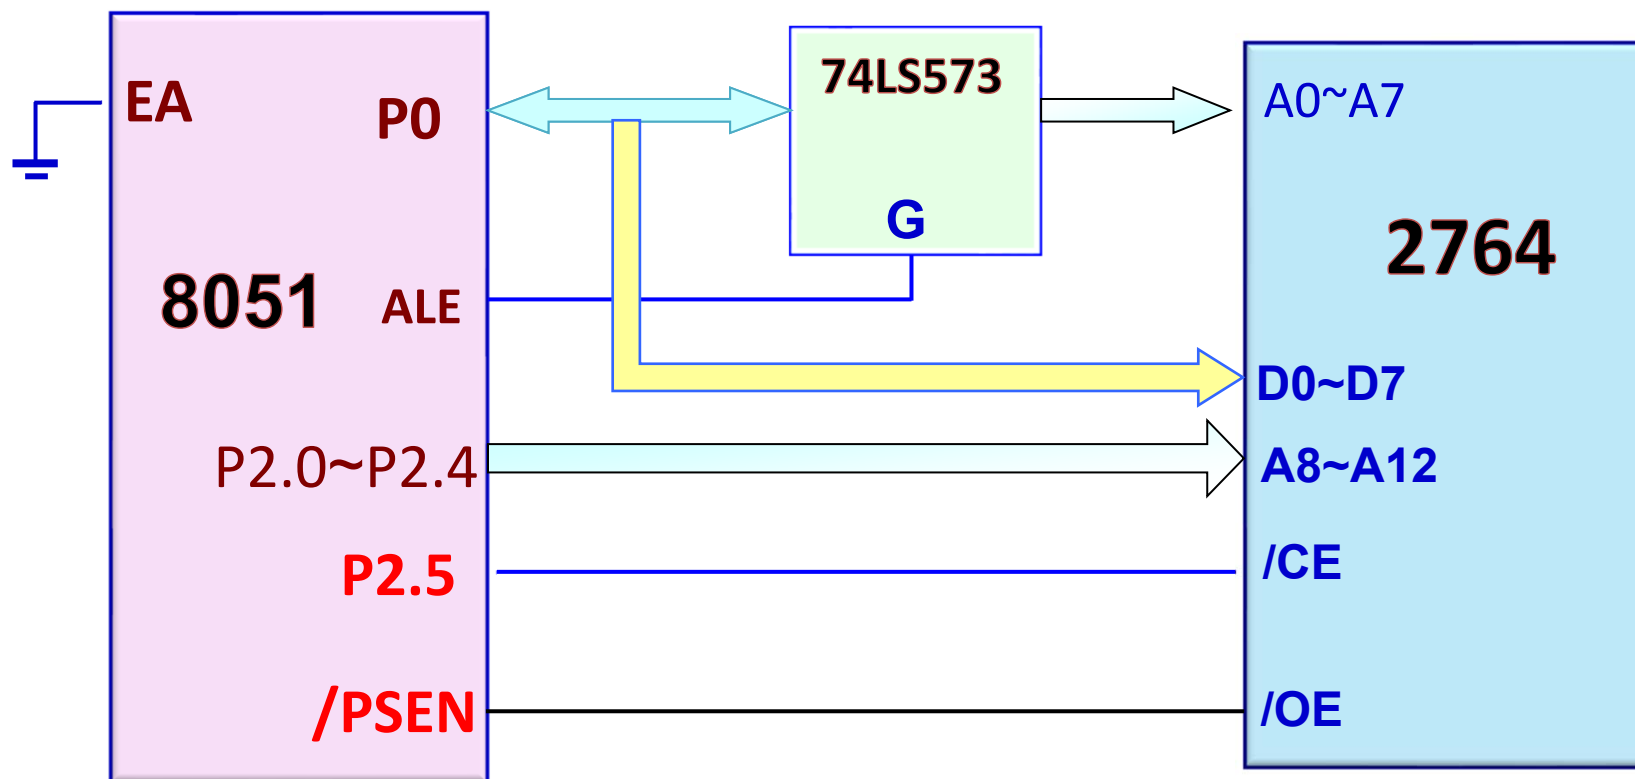 EA
P0
8051
ALE
P2.0~P2.4
P2.5
/PSEN
74LS573
G
A0~A7
2764
D0~D7
A8~A12
/CE
/OE